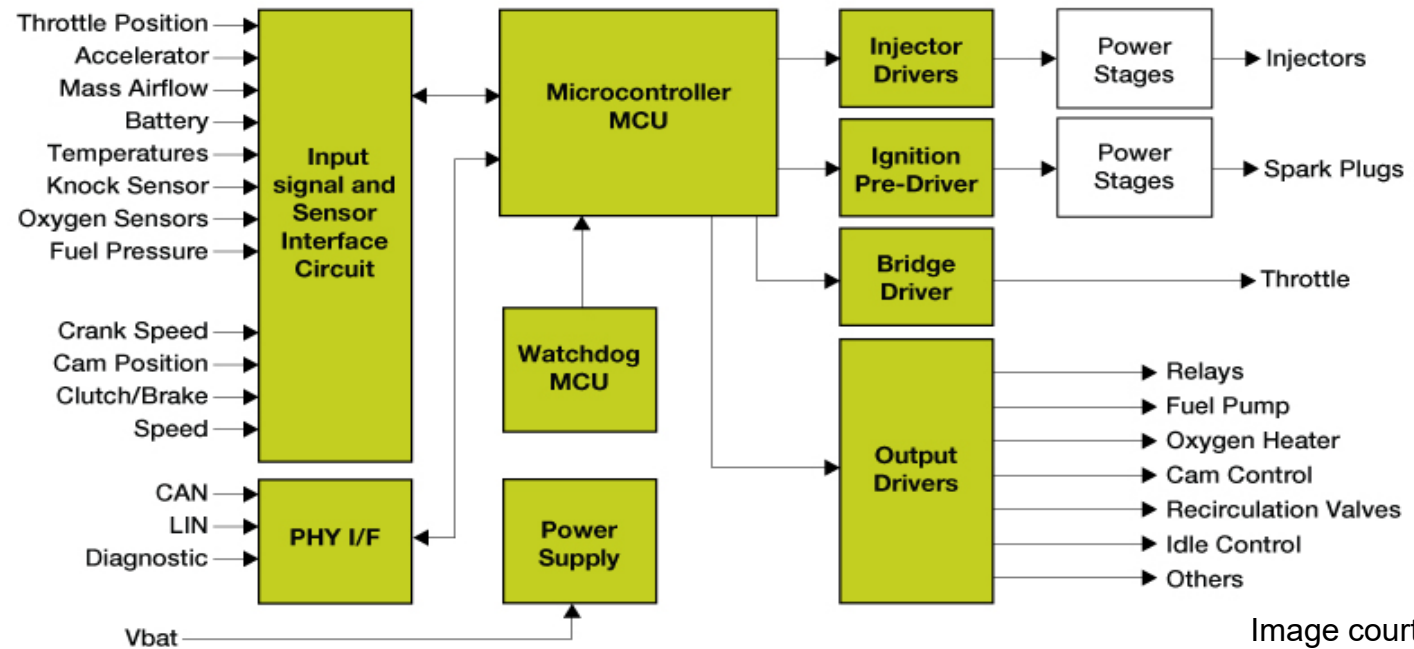 Throttle Position
Accelerator
Mass Airflow
Battery
Temperatures
Knock Sensor
Oxygen Sensors
Fuel Pressure
Crank Speed
Cam Position
Clutch/Brake
Speed
CAN
LIN
Diagnostic
Vbat
Input
signal and
Sensor
Interface
Circuit
PHY I/F
Microcontroller
MCU
Watchdog
MCU
Power
Supply
Injector
Drivers
Ignition
Pre-Driver
Bridge
Driver
Output
Drivers
Power
Stages
Power
Stages
Injectors
Spark Plugs
Throttle
Relays
Fuel Pump
Oxygen Heater
Cam Control
Recirculation Valves
Idle Control
Others
Image court